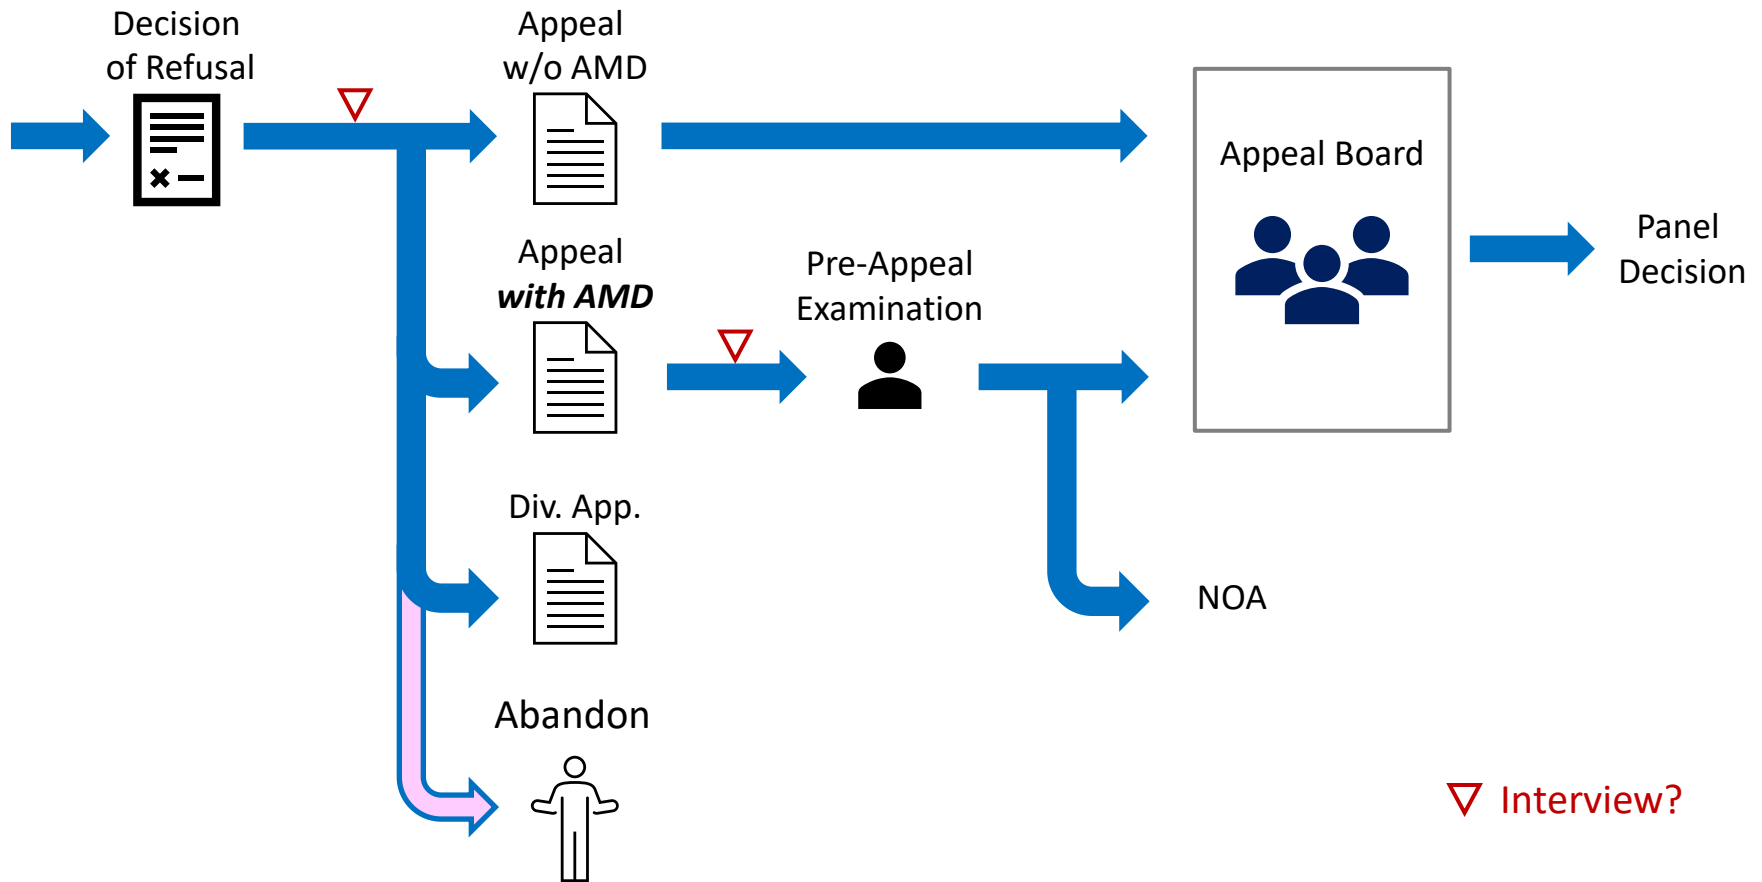 Decision
of Refusal
Appeal
w/o AMD
Appeal Board
Appeal
with AMD
Pre-Appeal
Examination
Panel
Decision
Div. App.
NOA
Abandon
Interview?